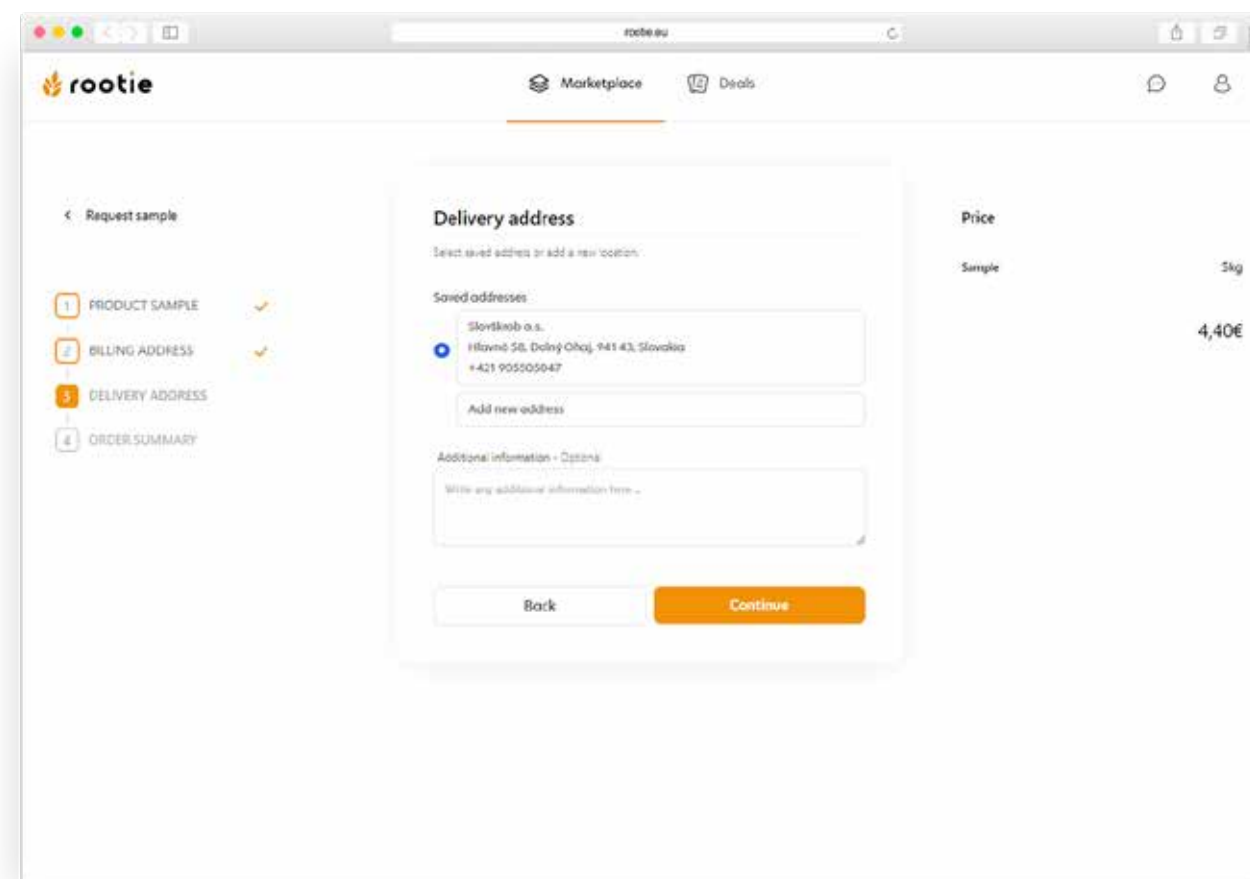 rootie.eu
rootie
Marketplace
Deals
< Request sample
1 PRODUCT SAMPLE
2 BILLING ADDRESS
3 DELIVERY ADDRESS
4 ORDER SUMMARY
Delivery address
Select saved address or add a new location.
Saved addresses
Slovškrob a.s.
Hlavná 58, Dolný Ohaj, 941 43, Slovakia
+421 905505047
Add new address
Additional information - Optional
Write any additional information here ..
Back
Continue
Price
Sample 5kg
4,40€